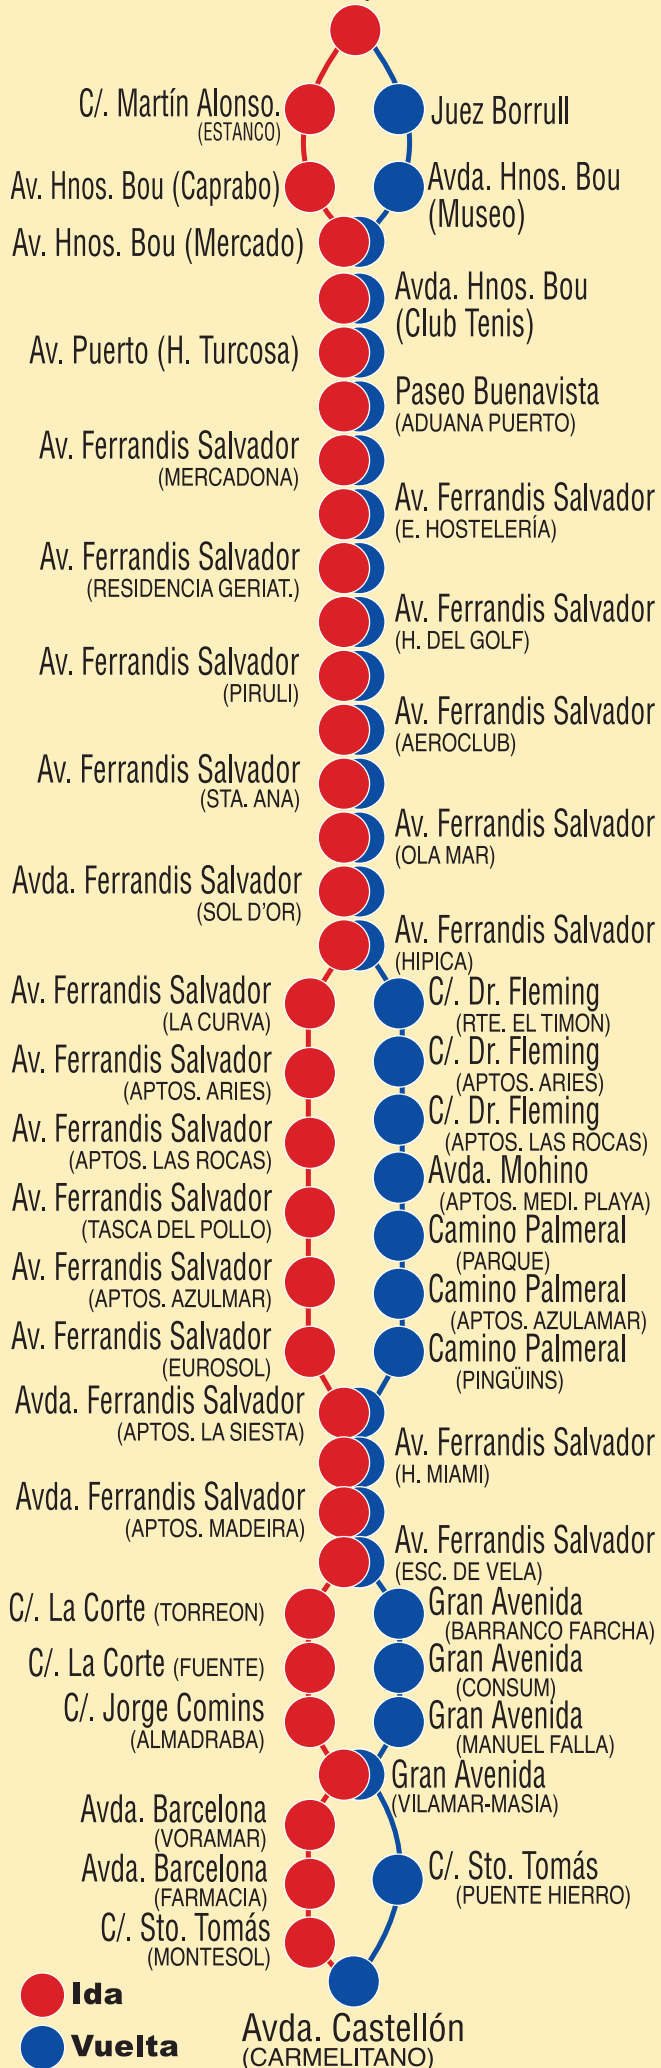 C/. Martín Alonso.
(ESTANCO)
Juez Borrull
Av. Hnos. Bou (Caprabo)
Avda. Hnos. Bou
(Museo)
Av. Hnos. Bou (Mercado)
Avda. Hnos. Bou
(Club Tenis)
Av. Puerto (H. Turcosa)
Paseo Buenavista
(ADUANA PUERTO)
Av. Ferrandis Salvador
(MERCADONA)
Av. Ferrandis Salvador
(E. HOSTELERÍA)
Av. Ferrandis Salvador
(RESIDENCIA GERIAT.)
Av. Ferrandis Salvador
(H. DEL GOLF)
Av. Ferrandis Salvador
(PIRULI)
Av. Ferrandis Salvador
(AEROCLUB)
Av. Ferrandis Salvador
(STA. ANA)
Av. Ferrandis Salvador
(OLA MAR)
Avda. Ferrandis Salvador
(SOL D'OR)
Av. Ferrandis Salvador
(HIPICA)
Av. Ferrandis Salvador
(LA CURVA)
C/. Dr. Fleming
(RTE. EL TIMON)
Av. Ferrandis Salvador
(APTOS. ARIES)
C/. Dr. Fleming
(APTOS. ARIES)
Av. Ferrandis Salvador
(APTOS. LAS ROCAS)
C/. Dr. Fleming
(APTOS. LAS ROCAS)
Avda. Mohino
(APTOS. MEDI. PLAYA)
Av. Ferrandis Salvador
(TASCA DEL POLLO)
Camino Palmeral
(PARQUE)
Av. Ferrandis Salvador
(APTOS. AZULMAR)
Camino Palmeral
(APTOS. AZULAMAR)
Av. Ferrandis Salvador
(EUROSOL)
Camino Palmeral
(PINGÜINS)
Avda. Ferrandis Salvador
(APTOS. LA SIESTA)
Av. Ferrandis Salvador
(H. MIAMI)
Avda. Ferrandis Salvador
(APTOS. MADEIRA)
Av. Ferrandis Salvador
(ESC. DE VELA)
C/. La Corte (TORREON)
Gran Avenida
(BARRANCO FARCHA)
C/. La Corte (FUENTE)
Gran Avenida
(CONSUM)
C/. Jorge Comins
(ALMADRABA)
Gran Avenida
(MANUEL FALLA)
Gran Avenida
(VILAMAR-MASIA)
Avda. Barcelona
(VORAMAR)
Avda. Barcelona
(FARMACIA)
C/. Sto. Tomás
(PUENTE HIERRO)
C/. Sto. Tomás
(MONTESOL)
Ida
Vuelta
Avda. Castellón
(CARMELITANO)